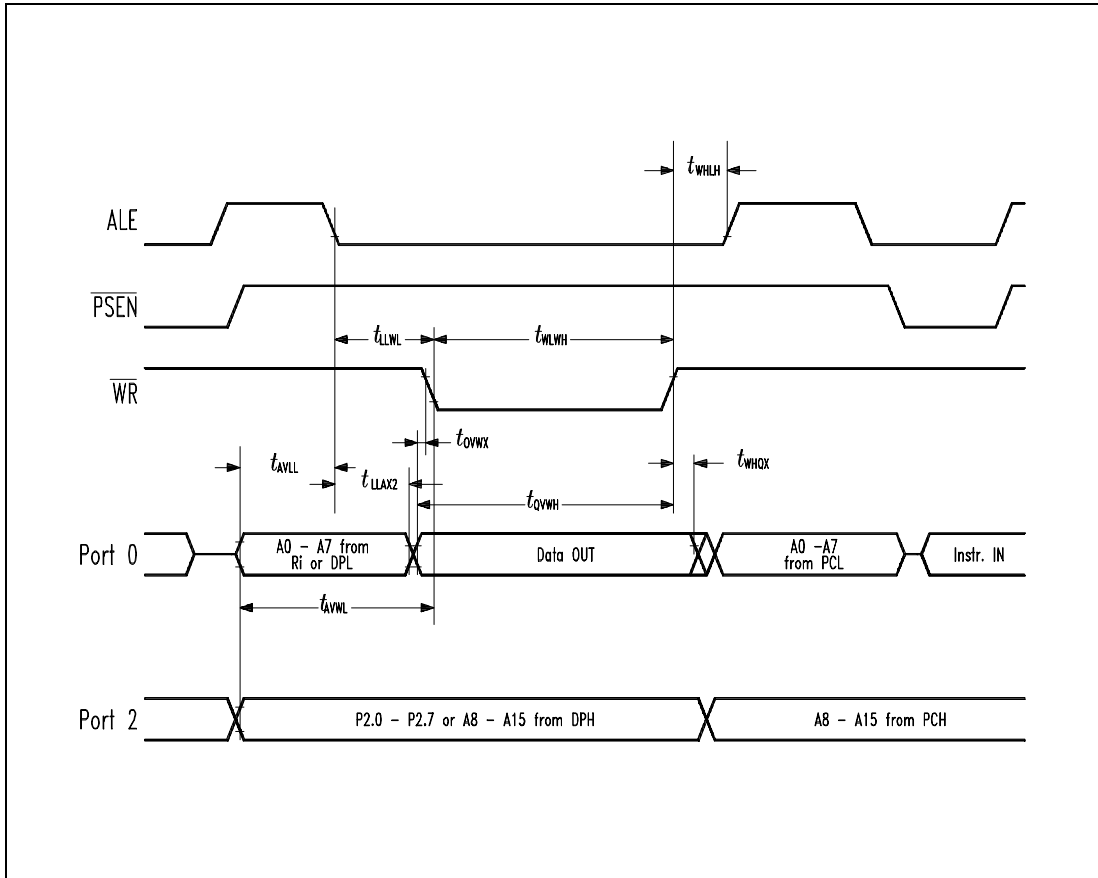 tWHLH
ALE
PSEN
tLLWL
tWLWH
WR
tQVWX
tAVLL
tLLAX2
tWHQX
tQVWH
Port 0
A0 - A7 from
Ri or DPL
Data OUT
A0 -A7
from PCL
Instr. IN
tAVWL
Port 2
P2.0 - P2.7 or A8 - A15 from DPH
A8 - A15 from PCH